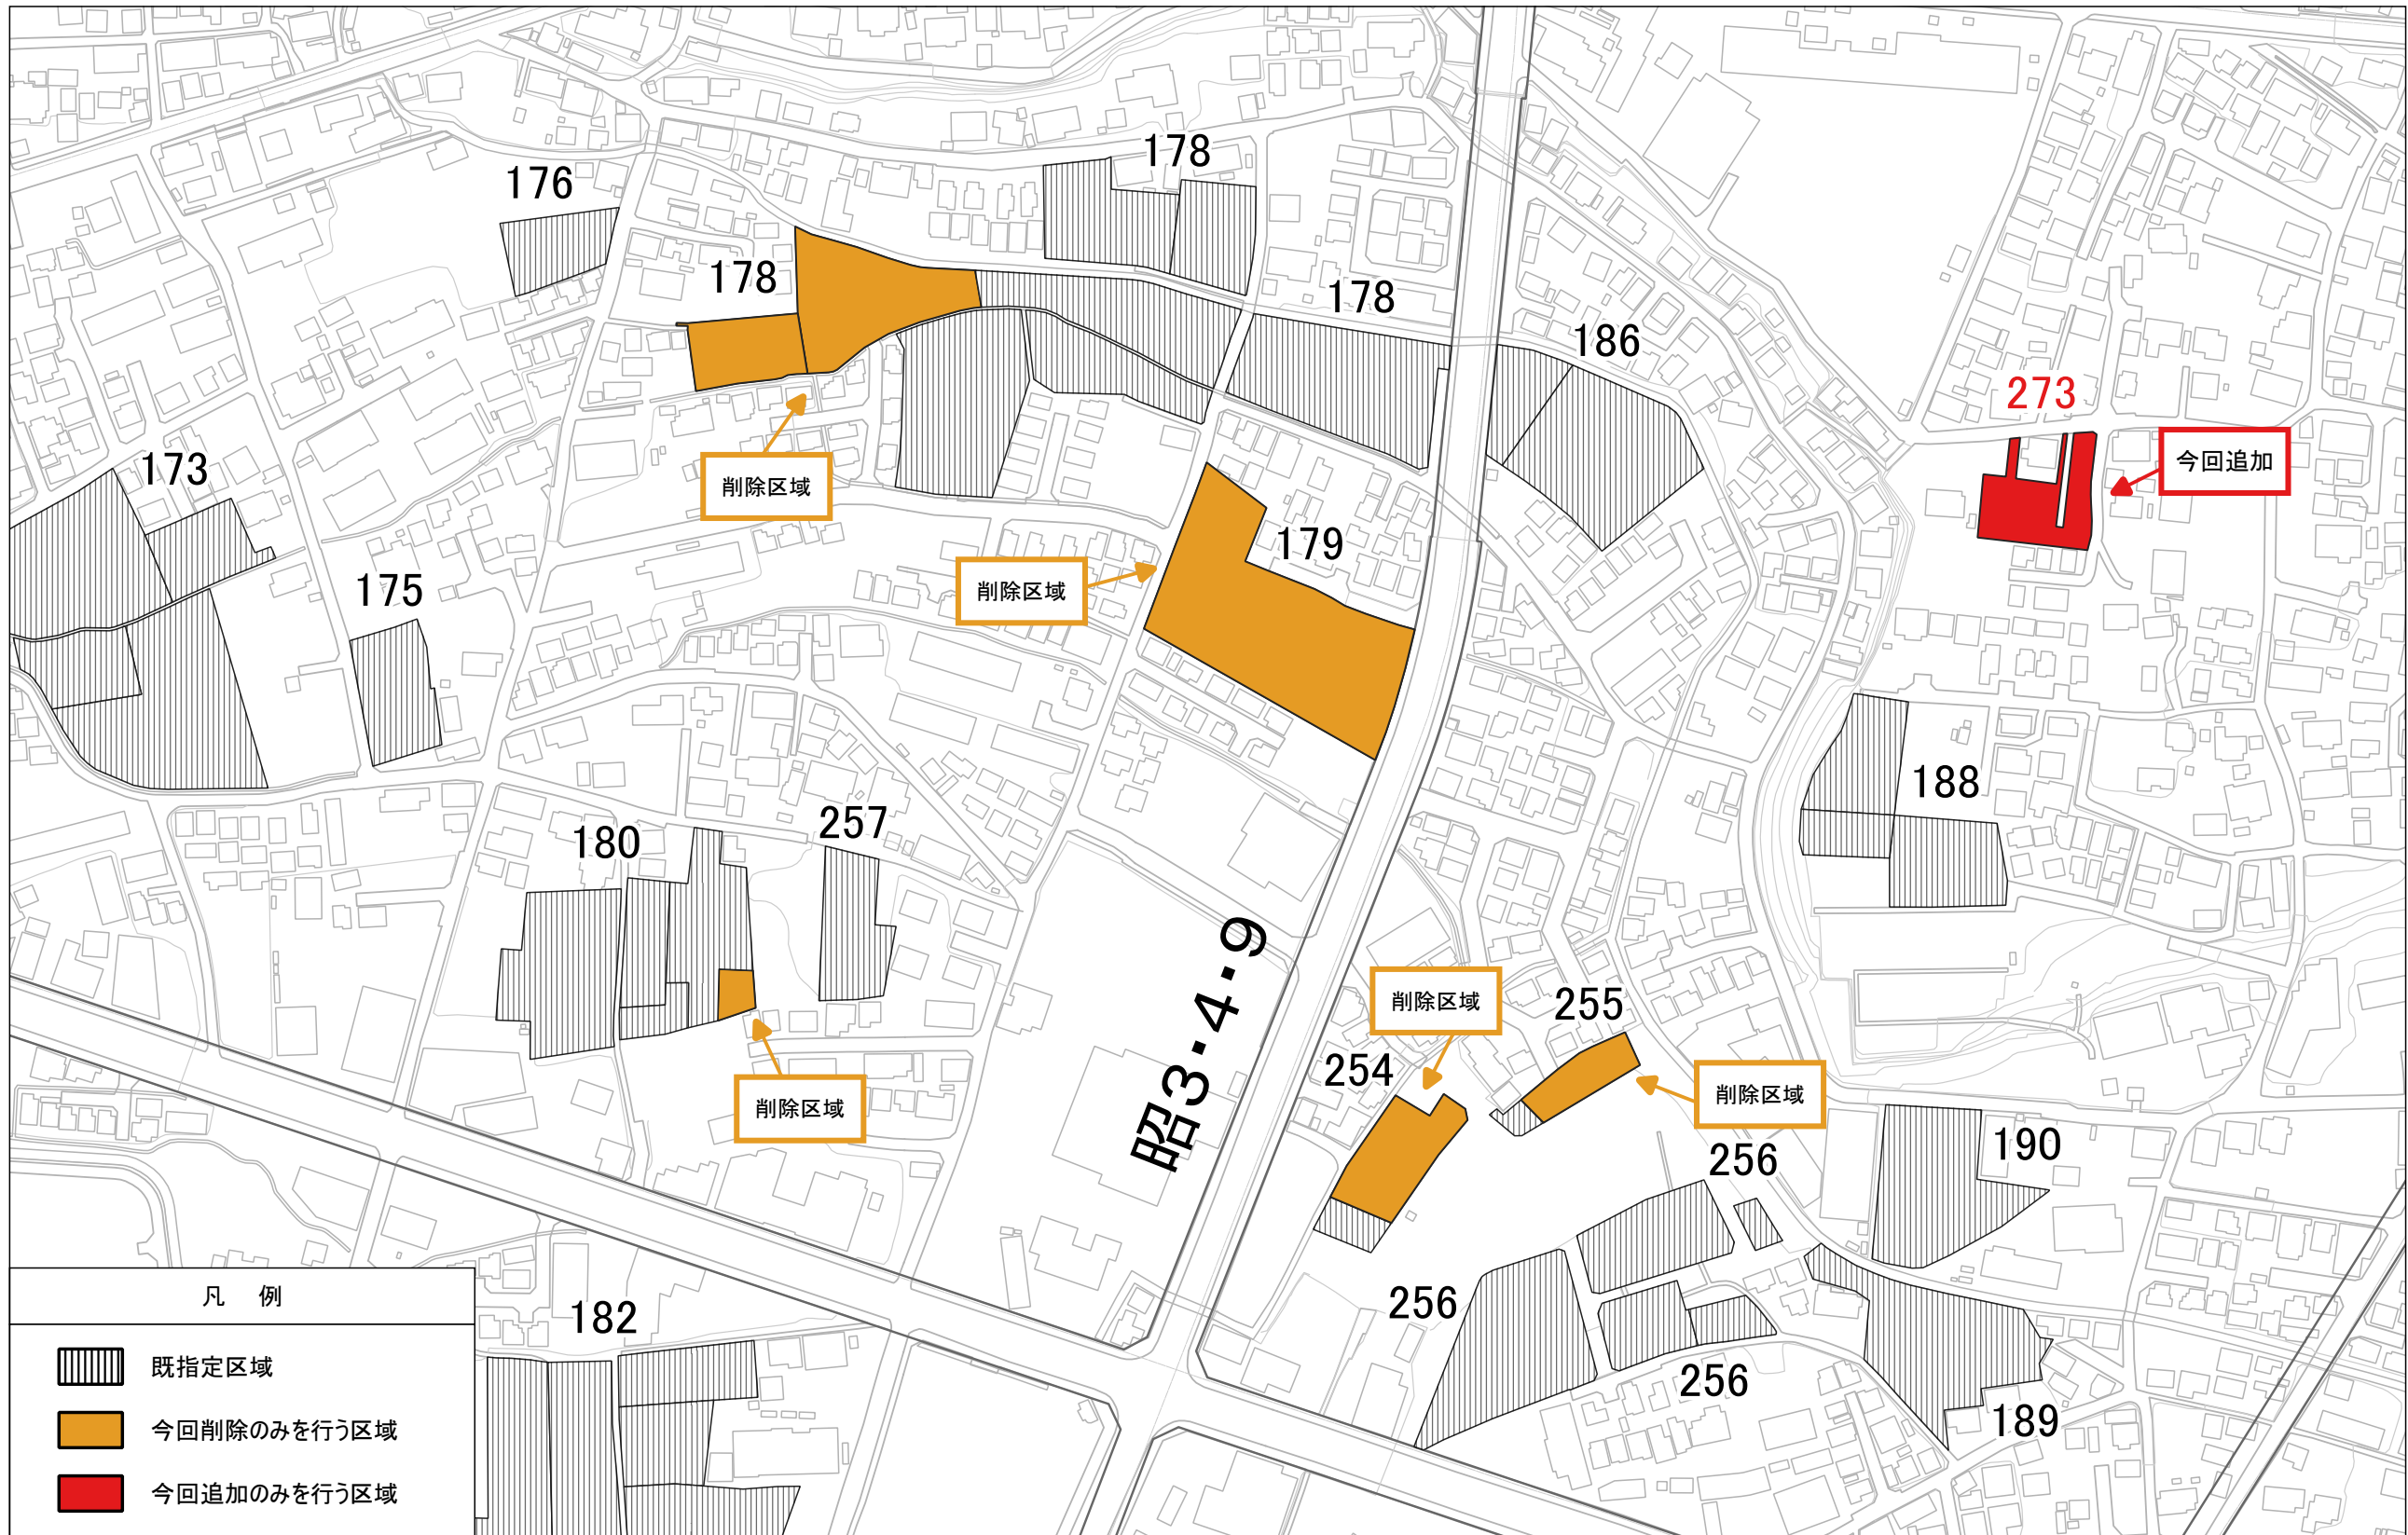 178
176
178
178
186
273
今回追加
173
削除区域
179
削除区域
175
188
257
180
昭3・4・9
削除区域
255
254
削除区域
削除区域
190
256
256
182
256
189
凡 例
既指定区域
今回削除のみを行う区域
今回追加のみを行う区域